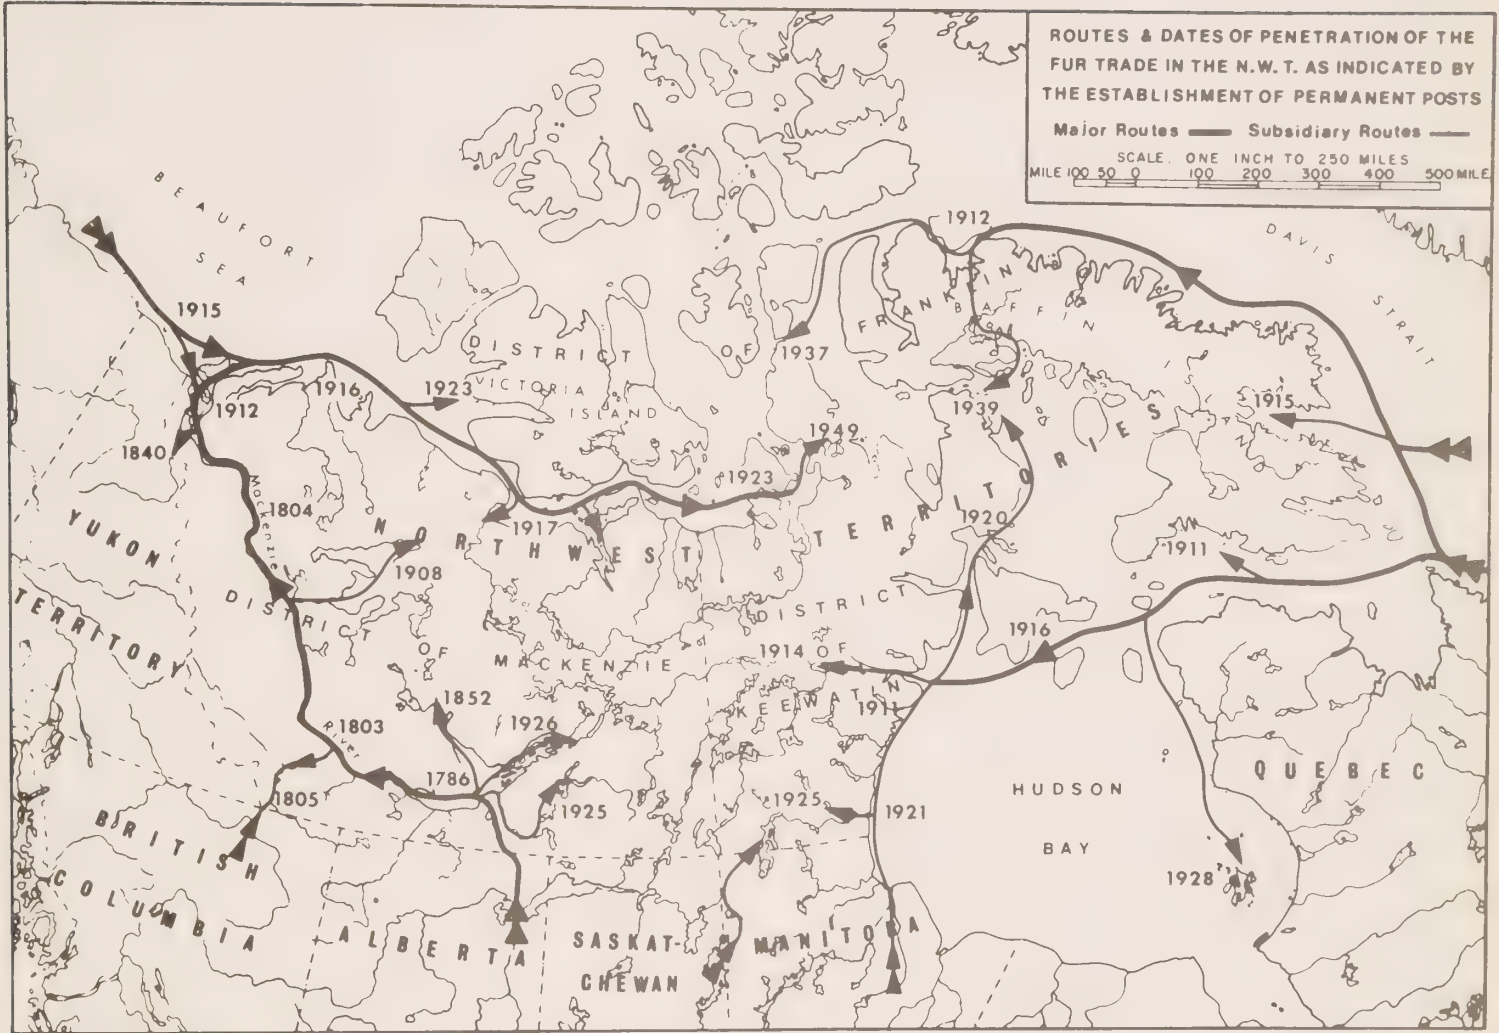 ROUTES & DATES OF PENETRATION OF THE
FUR TRADE IN THE N.W.T. AS INDICATED BY
THE ESTABLISHMENT OF PERMANENT POSTS
Major Routes Subsidiary Routes
SCALE. ONE INCH TO 250 MILES
MILE 100 50 0 100 200 300 400 500 MILE
BEAUFORT
SEA
DAVIS
STRAIT
1912
1915
FRANKLIN
BAFFIN
DISTRICT
OF
1937
VICTORIA
ISLAND
1916
1923
1912
1939
1915
1840
1949
1923
Mackenzie
1804
1917
1920
NORTHWEST
TERRITORIES
YUKON
TERRITORY
1908
1911
DISTRICT
OF
MACKENZIE
DISTRICT
OF
KEEWATIN
1916
1914
1911
1852
1926
River
1803
1786
1805
1925
1925
1921
HUDSON
BAY
QUEBEC
1928
BRITISH
COLUMBIA
ALBERTA
SASKAT-
CHEWAN
MANITOBA